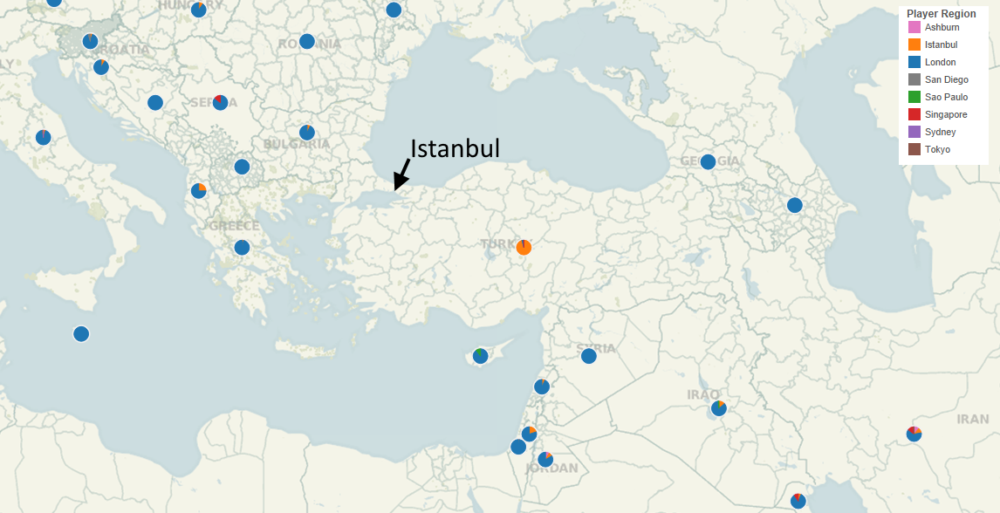 HUNGARY
Player Region
Ashburn
Istanbul
London
San Diego
Sao Paulo
Singapore
Sydney
Tokyo
ROMANIA
CROATIA
LY
SERBIA
BULGARIA
Istanbul
GEORGIA
GREECE
TURKEY
SYRIA
IRAQ
IRAN
JORDAN